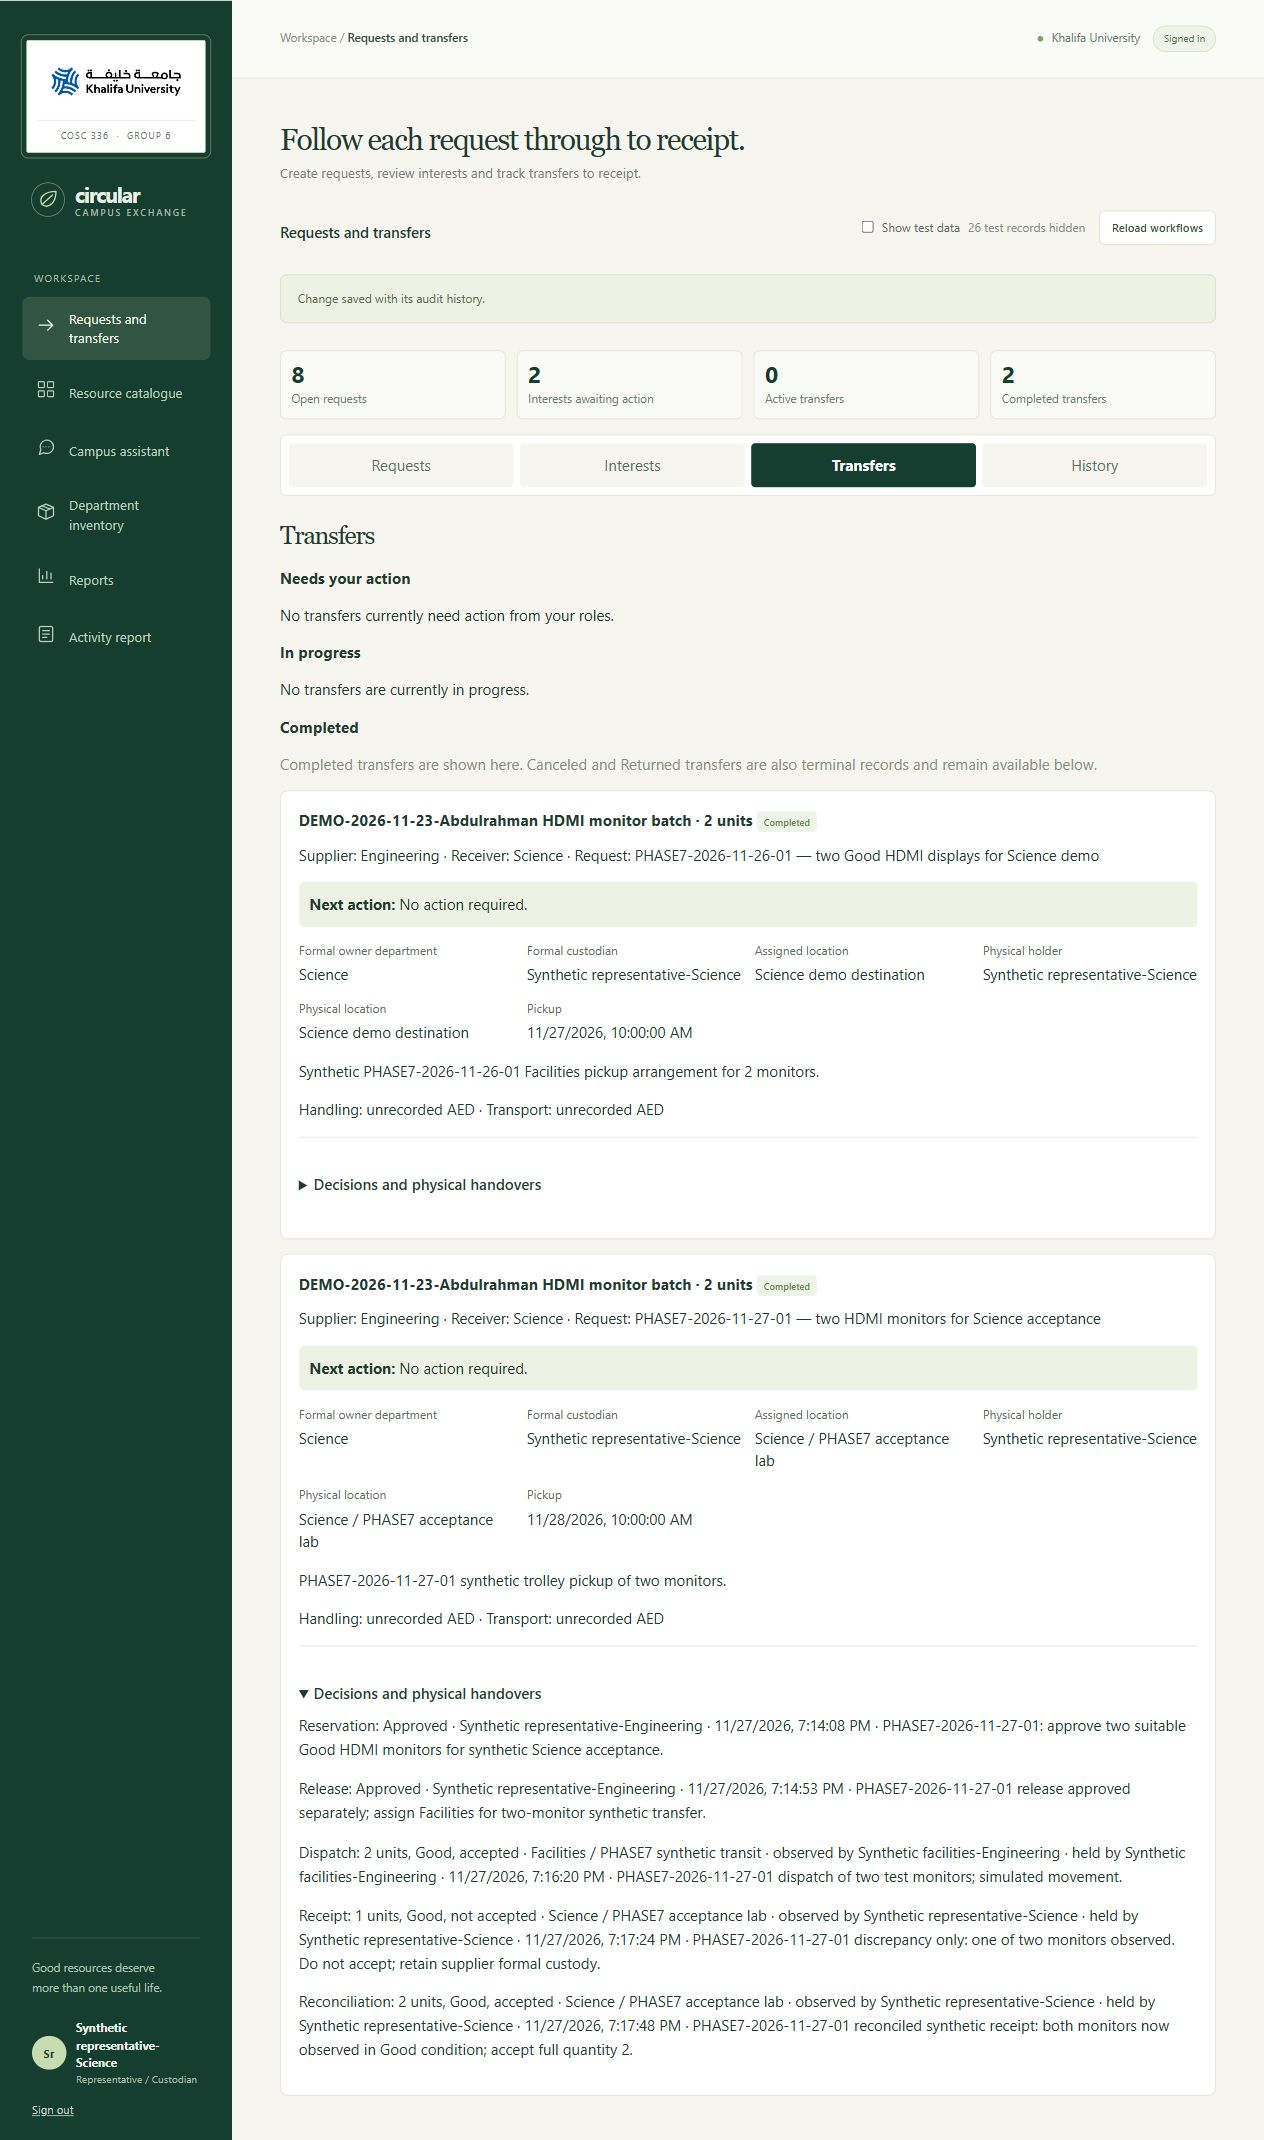 جامعة خليفة
Khalifa University
COSC 336 · GROUP 6
circular
CAMPUS EXCHANGE
WORKSPACE
Requests and
transfers
Resource catalogue
Campus assistant
Department
inventory
Reports
Activity report
Good resources deserve
more than one useful life.
Sr
Synthetic
representative-
Science
Representative / Custodian
Sign out
Workspace / Requests and transfers
Khalifa University
Signed in
Follow each request through to receipt.
Create requests, review interests and track transfers to receipt.
Requests and transfers
Show test data 26 test records hidden
Reload workflows
Change saved with its audit history.
8
Open requests
2
Interests awaiting action
0
Active transfers
2
Completed transfers
Requests
Interests
Transfers
History
Transfers
Needs your action
No transfers currently need action from your roles.
In progress
No transfers are currently in progress.
Completed
Completed transfers are shown here. Canceled and Returned transfers are also terminal records and remain available below.
DEMO-2026-11-23-Abdulrahman HDMI monitor batch · 2 units Completed
Supplier: Engineering · Receiver: Science · Request: PHASE7-2026-11-26-01 — two Good HDMI displays for Science demo
Next action: No action required.
Formal owner department
Science
Formal custodian
Synthetic representative-Science
Assigned location
Science demo destination
Physical holder
Synthetic representative-Science
Physical location
Science demo destination
Pickup
11/27/2026, 10:00:00 AM
Synthetic PHASE7-2026-11-26-01 Facilities pickup arrangement for 2 monitors.
Handling: unrecorded AED · Transport: unrecorded AED
▶ Decisions and physical handovers
DEMO-2026-11-23-Abdulrahman HDMI monitor batch · 2 units Completed
Supplier: Engineering · Receiver: Science · Request: PHASE7-2026-11-27-01 — two HDMI monitors for Science acceptance
Next action: No action required.
Formal owner department
Science
Formal custodian
Synthetic representative-Science
Assigned location
Science / PHASE7 acceptance
lab
Physical holder
Synthetic representative-Science
Physical location
Science / PHASE7 acceptance
lab
Pickup
11/28/2026, 10:00:00 AM
PHASE7-2026-11-27-01 synthetic trolley pickup of two monitors.
Handling: unrecorded AED · Transport: unrecorded AED
▼ Decisions and physical handovers
Reservation: Approved · Synthetic representative-Engineering · 11/27/2026, 7:14:08 PM · PHASE7-2026-11-27-01: approve two suitable
Good HDMI monitors for synthetic Science acceptance.
Release: Approved · Synthetic representative-Engineering · 11/27/2026, 7:14:53 PM · PHASE7-2026-11-27-01 release approved
separately; assign Facilities for two-monitor synthetic transfer.
Dispatch: 2 units, Good, accepted · Facilities / PHASE7 synthetic transit · observed by Synthetic facilities-Engineering · held by Synthetic
facilities-Engineering · 11/27/2026, 7:16:20 PM · PHASE7-2026-11-27-01 dispatch of two test monitors; simulated movement.
Receipt: 1 units, Good, not accepted · Science / PHASE7 acceptance lab · observed by Synthetic representative-Science · held by
Synthetic representative-Science · 11/27/2026, 7:17:24 PM · PHASE7-2026-11-27-01 discrepancy only: one of two monitors observed.
Do not accept; retain supplier formal custody.
Reconciliation: 2 units, Good, accepted · Science / PHASE7 acceptance lab · observed by Synthetic representative-Science · held by
Synthetic representative-Science · 11/27/2026, 7:17:48 PM · PHASE7-2026-11-27-01 reconciled synthetic receipt: both monitors now
observed in Good condition; accept full quantity 2.